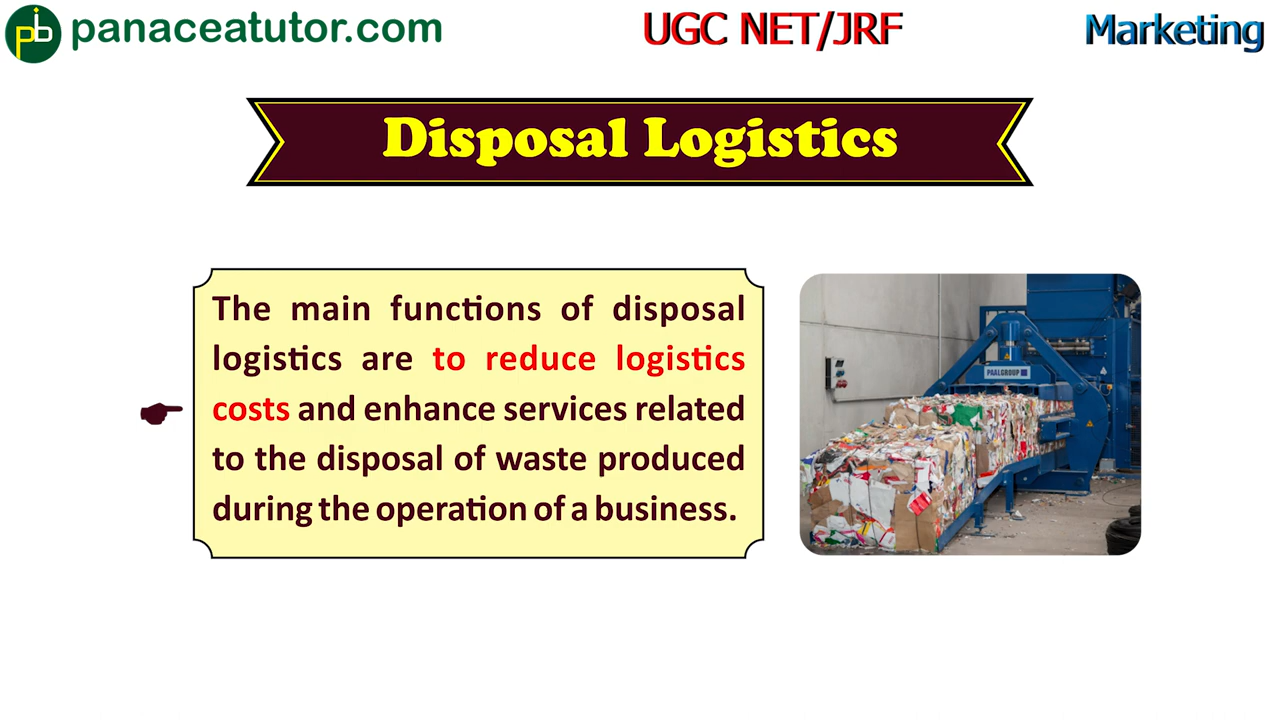 panaceatutor.com
UGC NET/JRF
Marketing
Disposal Logistics
The main functions of disposal
logistics are to reduce logistics
costs and enhance services related
to the disposal of waste produced
during the operation of a business.
PAALGROUP